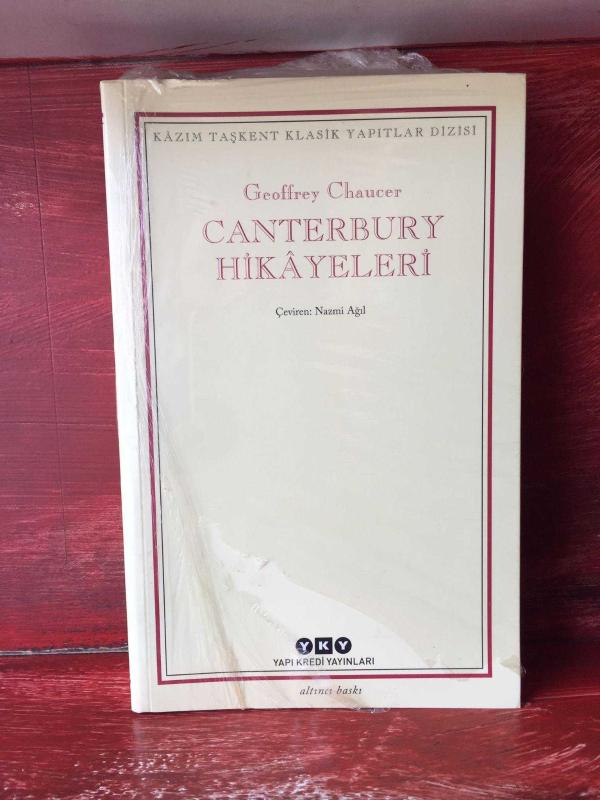 KÂZIM TAŞKENT KLASİK YAPITLAR DİZİSİ
Geoffrey Chaucer
CANTERBURY
HİKÂYELERİ
Çeviren: Nazmi Ağıl
YKY
YAPI KREDİ YAYINLARI
altıncı baskı